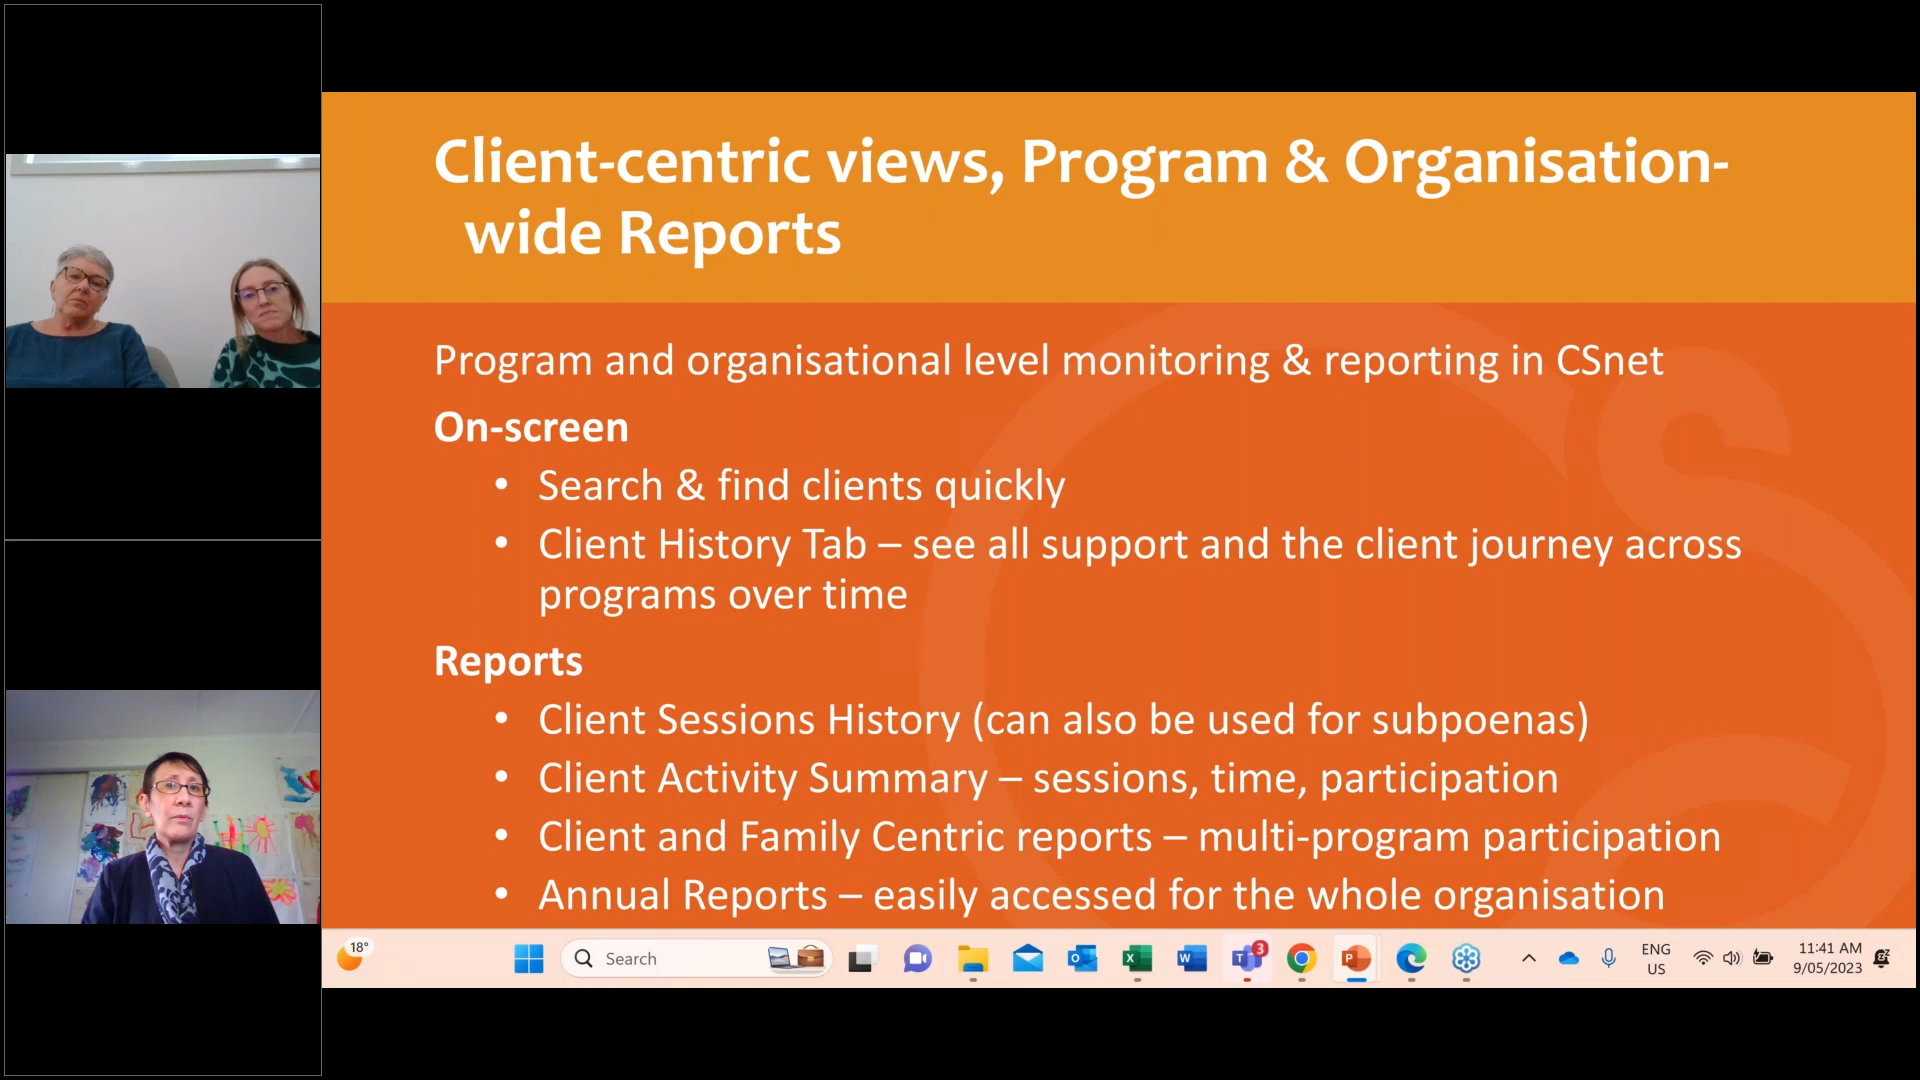 Client-centric views, Program & Organisation-
wide Reports
Program and organisational level monitoring & reporting in CSnet
On-screen
• Search & find clients quickly
• Client History Tab – see all support and the client journey across
programs over time
Reports
• Client Sessions History (can also be used for subpoenas)
• Client Activity Summary – sessions, time, participation
• Client and Family Centric reports – multi-program participation
• Annual Reports – easily accessed for the whole organisation
18°
Search
3
ENG
US
11:41 AM
9/05/2023